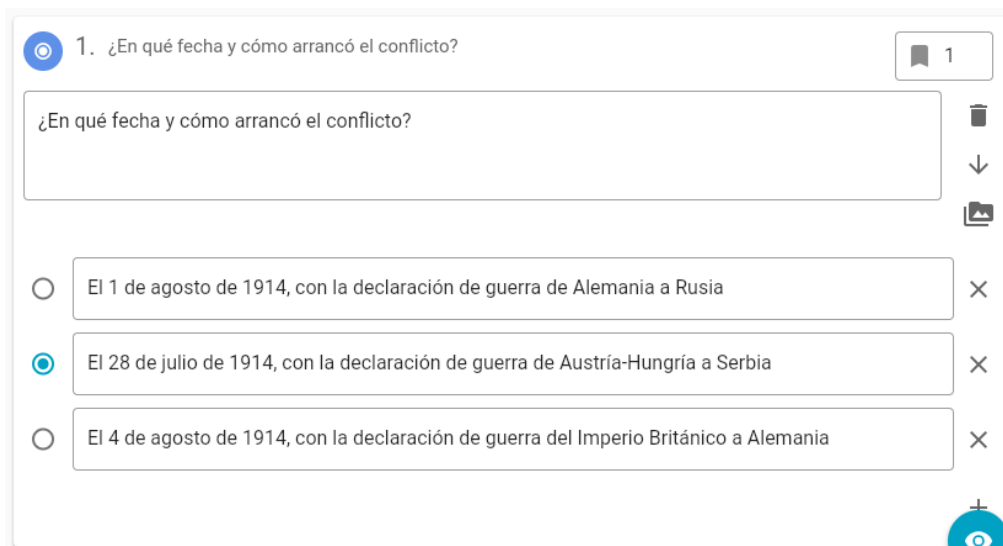 1. ¿En qué fecha y cómo arrancó el conflicto?
1
¿En qué fecha y cómo arrancó el conflicto?
El 1 de agosto de 1914, con la declaración de guerra de Alemania a Rusia
El 28 de julio de 1914, con la declaración de guerra de Austría-Hungría a Serbia
El 4 de agosto de 1914, con la declaración de guerra del Imperio Británico a Alemania